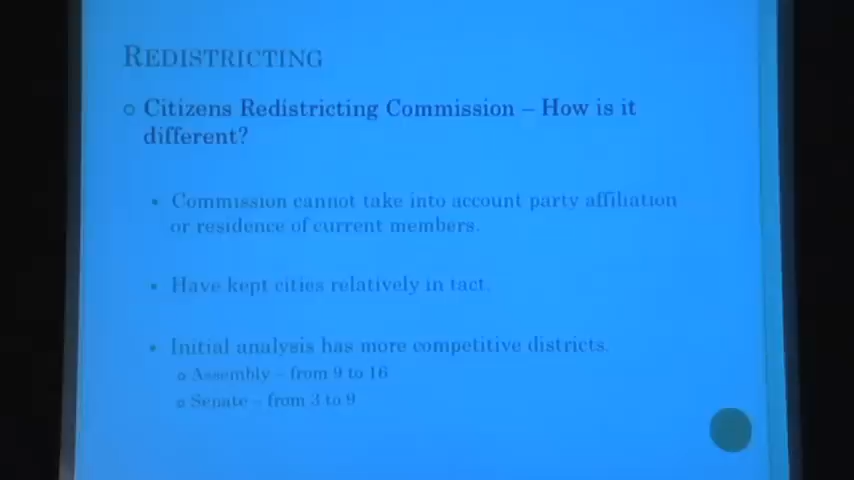 REDISTRICTING
Citizens Redistricting Commission – How is it
different?
Commission cannot take into account party affiliation
or residence of current members.
Have kept cities relatively in tact.
Initial analysis has more competitive districts.
Assembly – from 9 to 16
Senate – from 3 to 9